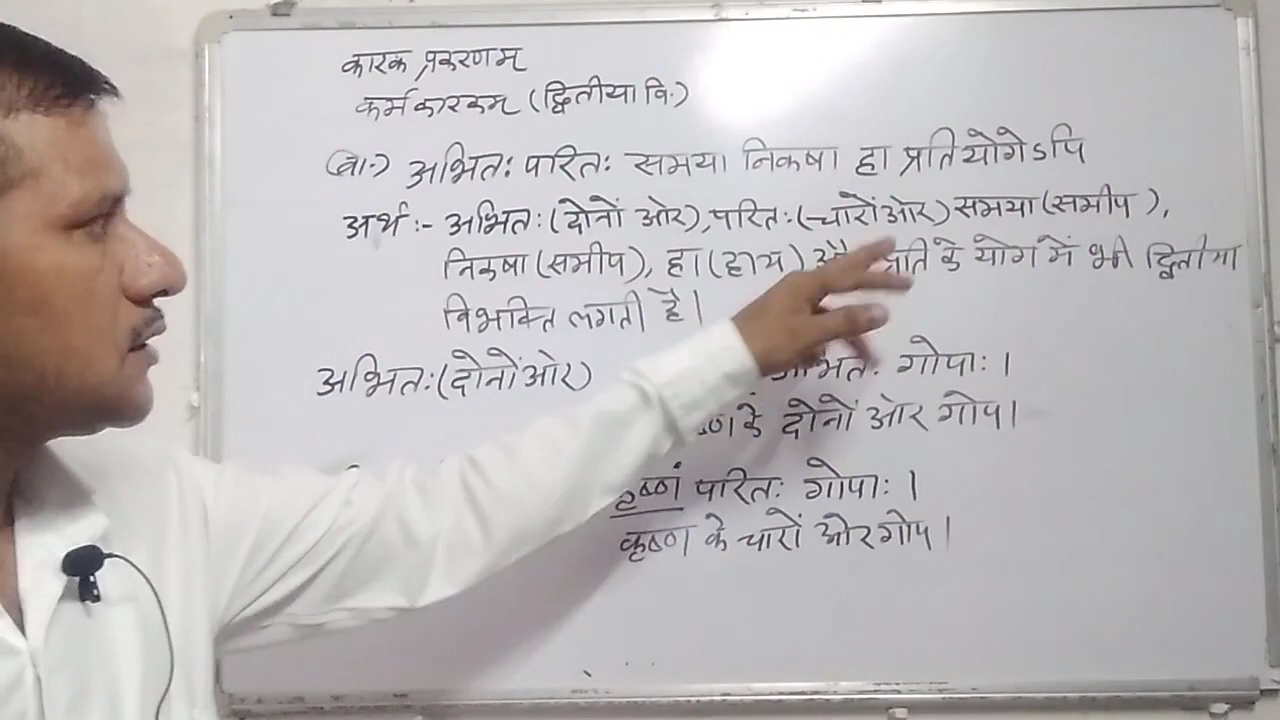 कारक प्रकरणम्
कर्म कारकम् (द्वितीया वि॰)
(वा॰) अभितः परितः समया निकषा हा प्रतियोगेऽपि
अर्थ:- अभितः (दोनों ओर), परितः (चारों ओर) समया (समीप),
निकषा (समीप), हा (हाय) के योग में भी द्वितीया
विभक्ति लगती है।
अभितः (दोनों ओर) अभितः गोपाः।
के दोनों ओर गोप।
कृष्णं परितः गोपाः।
कृष्ण के चारों ओर गोप।